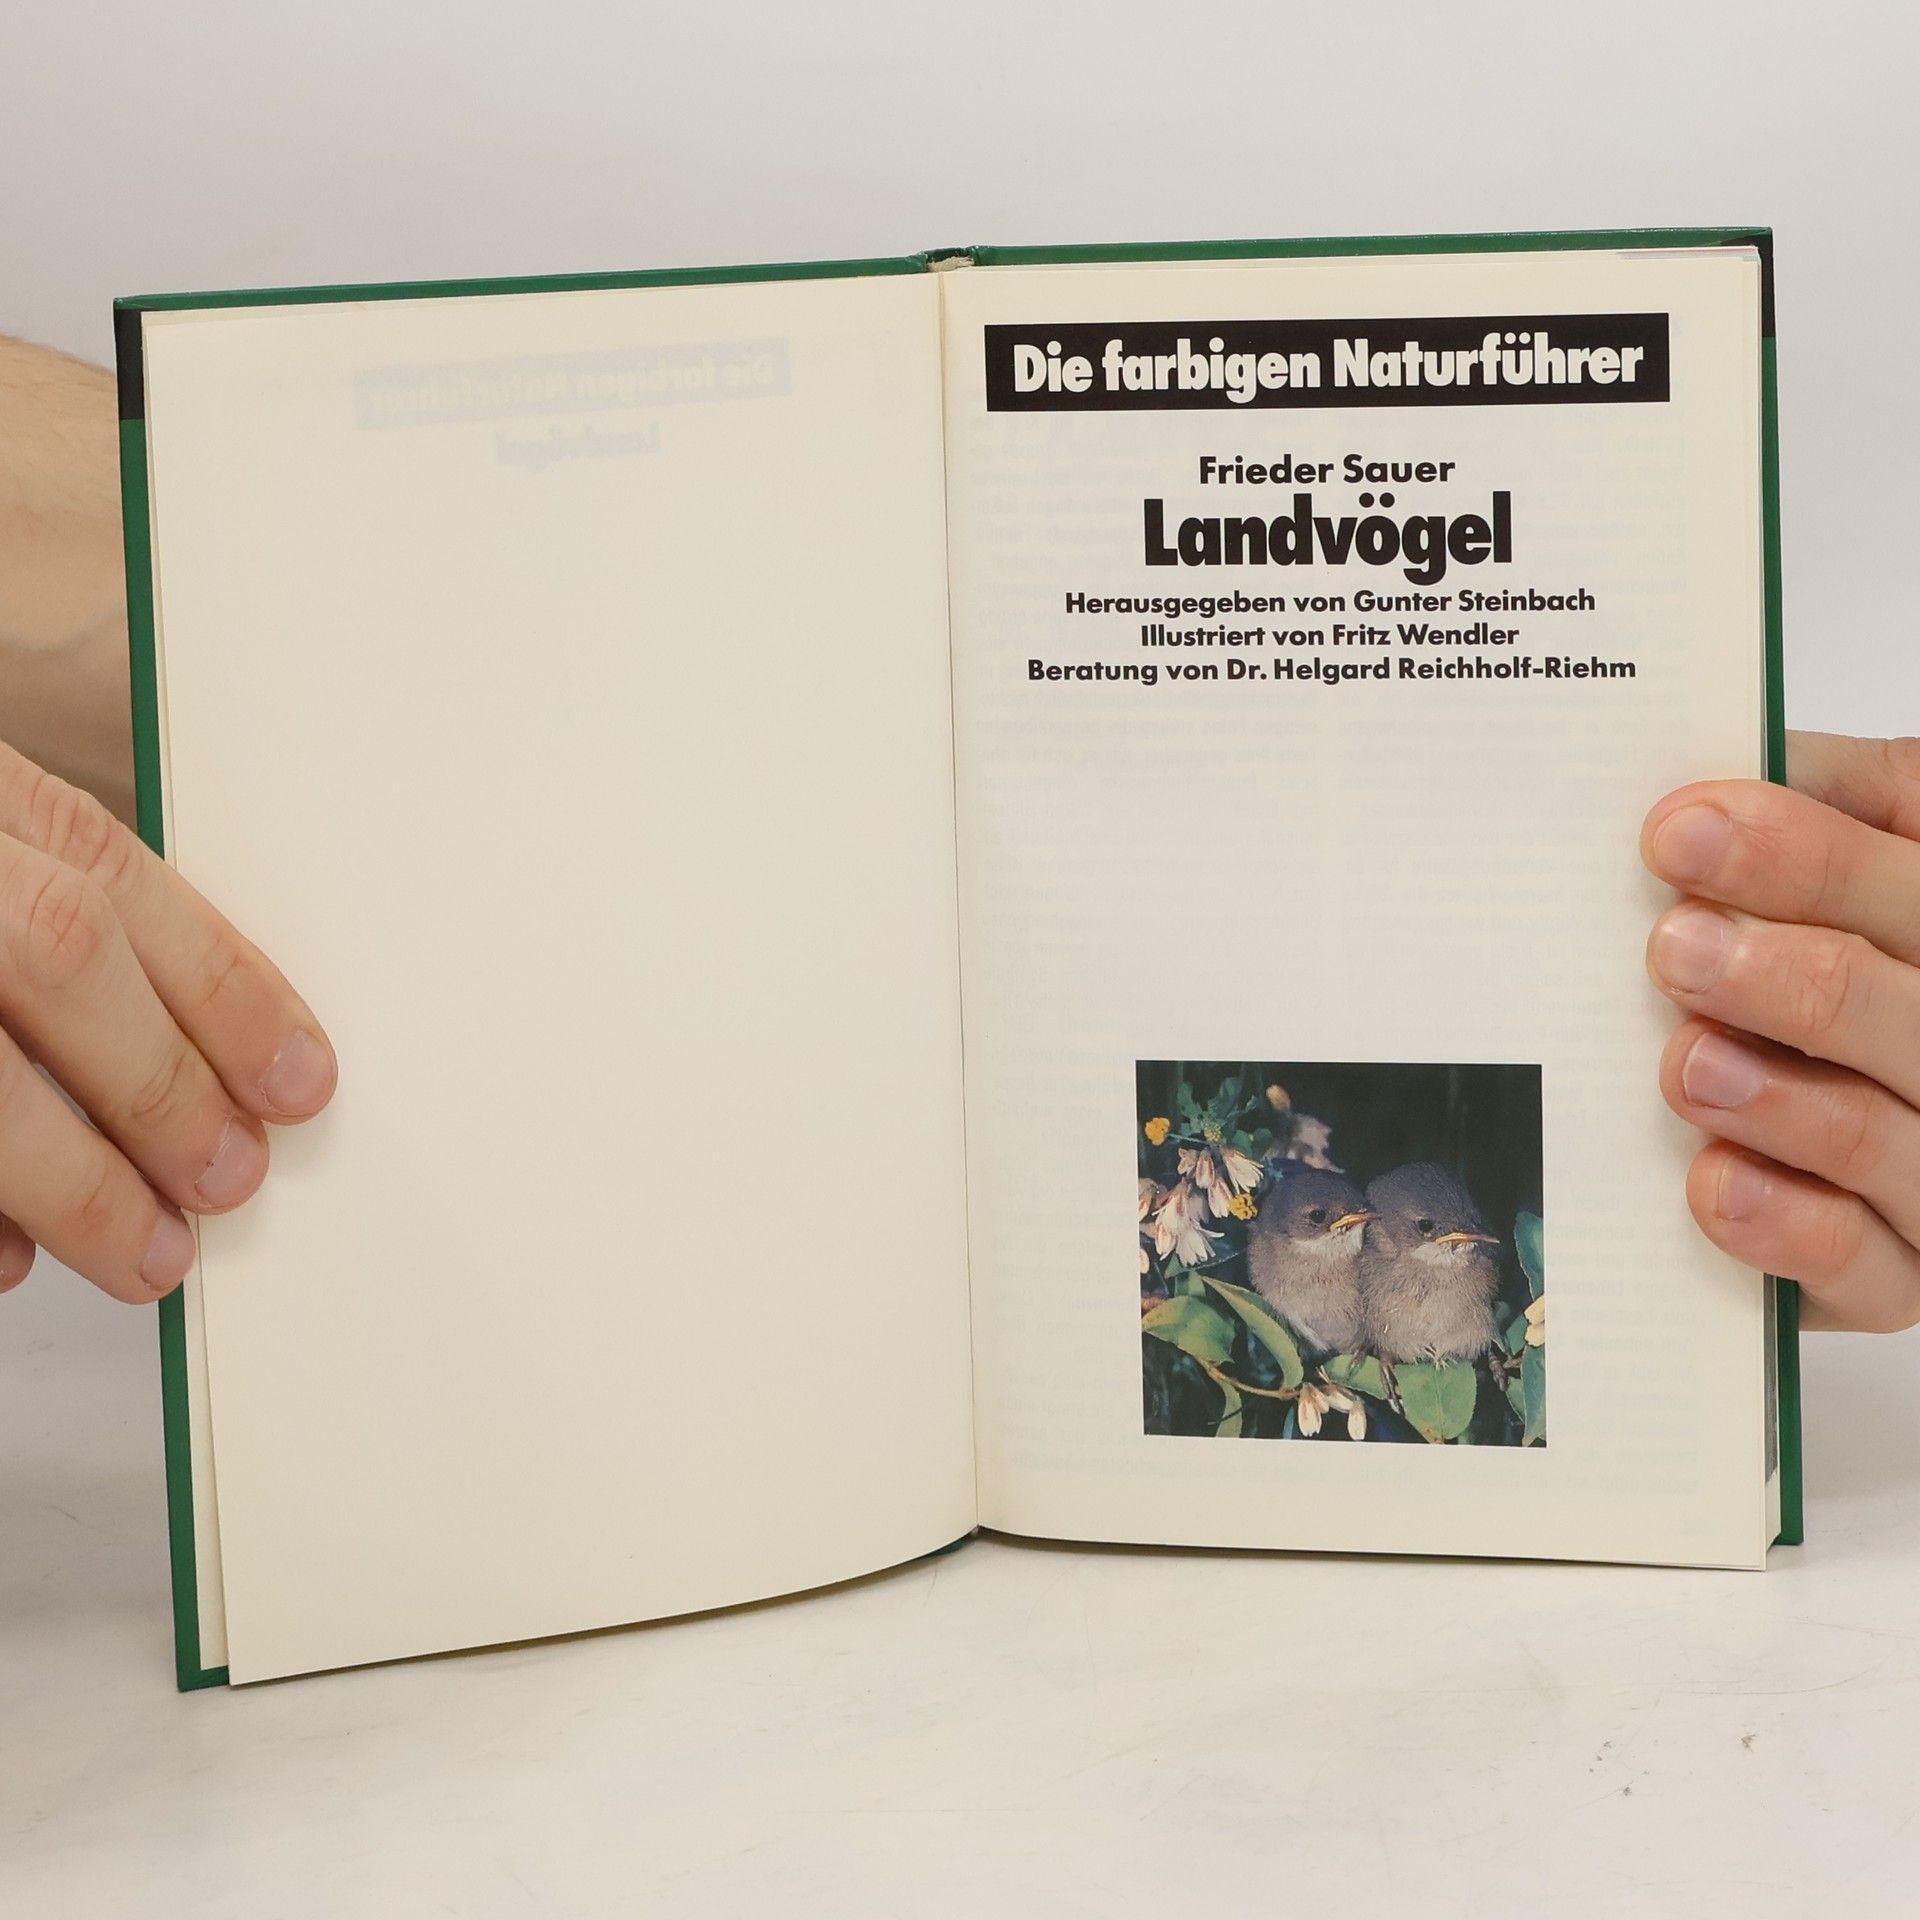 Die farbigen Naturführer
Frieder Sauer
Landvögel
Herausgegeben von Gunter Steinbach
Illustriert von Fritz Wendler
Beratung von Dr. Helgard Reichholf-Riehm